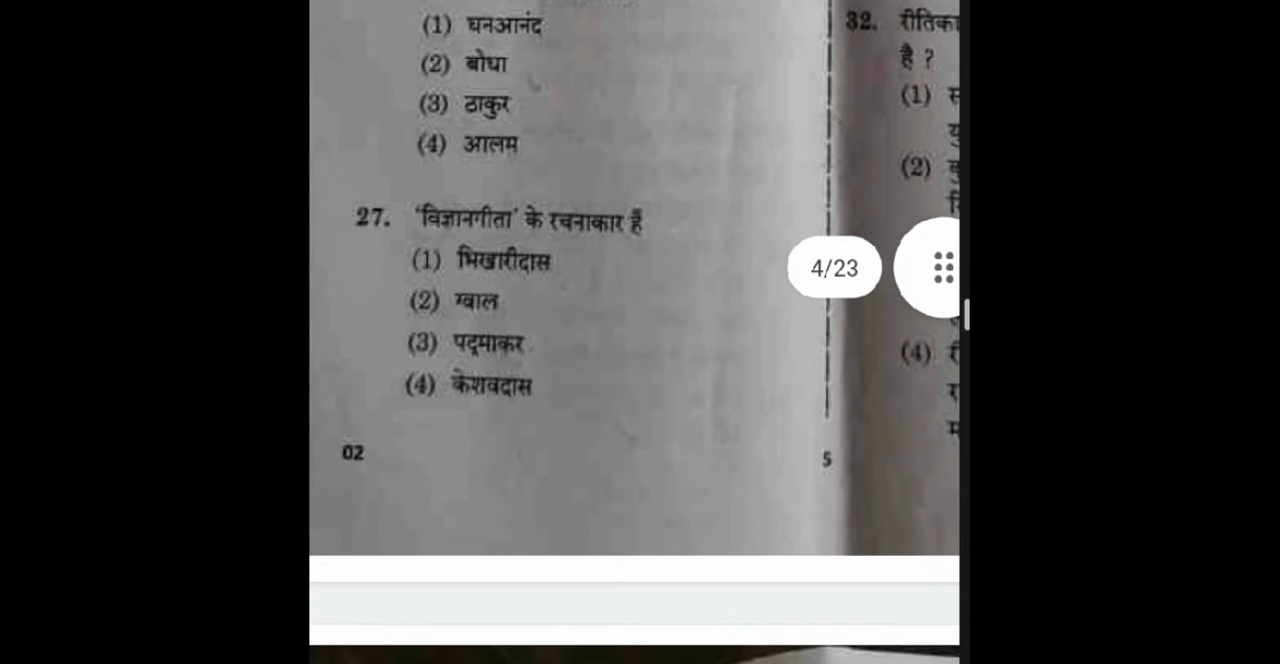 (1) घनआनंद
(2) बोधा
(3) ठाकुर
(4) आलम
27. 'विज्ञानगीता' के रचनाकार हैं
(1) भिखारीदास
(2) ग्वाल
(3) पद्माकर
(4) केशवदास
02
5
32. रीतिका
है ?
(1)
(2)
(4)
4/23